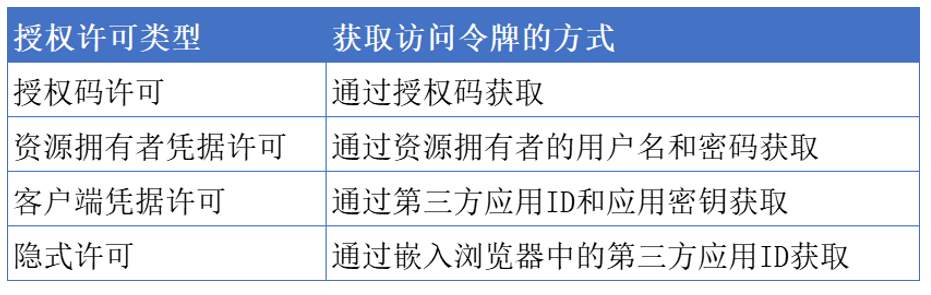 授权许可类型 获取访问令牌的方式
授权码许可 通过授权码获取
资源拥有者凭据许可 通过资源拥有者的用户名和密码获取
客户端凭据许可 通过第三方应用ID和应用密钥获取
隐式许可 通过嵌入浏览器中的第三方应用ID获取